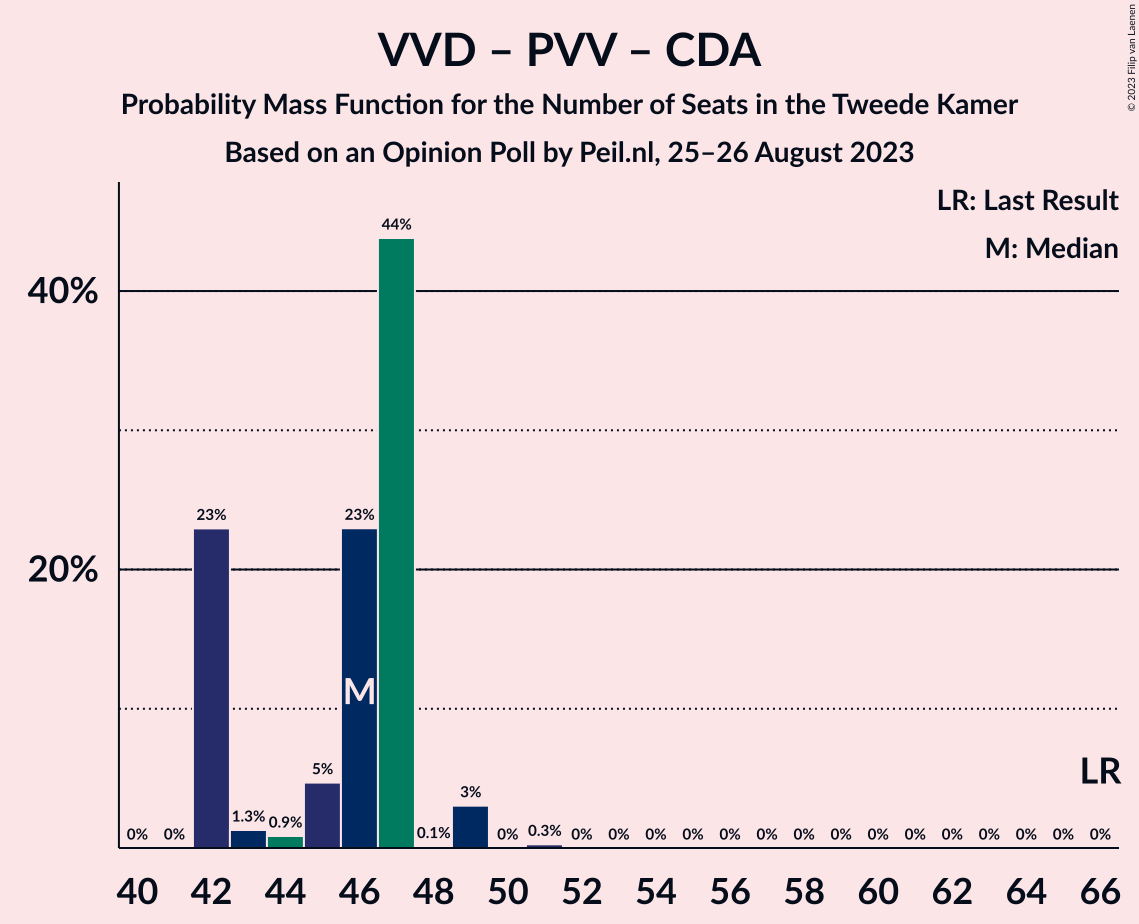 VVD – PVV – CDA
Probability Mass Function for the Number of Seats in the Tweede Kamer
Based on an Opinion Poll by Peil.nl, 25–26 August 2023
© 2023 Filip van Laenen
LR: Last Result
M: Median
40%
20%
0% 0% 23% 1.3% 0.9% 5% 23% 44% 0.1% 3% 0% 0.3% 0% 0% 0% 0% 0% 0% 0% 0% 0% 0% 0% 0% 0% 0% 0%
M
LR
40 42 44 46 48 50 52 54 56 58 60 62 64 66